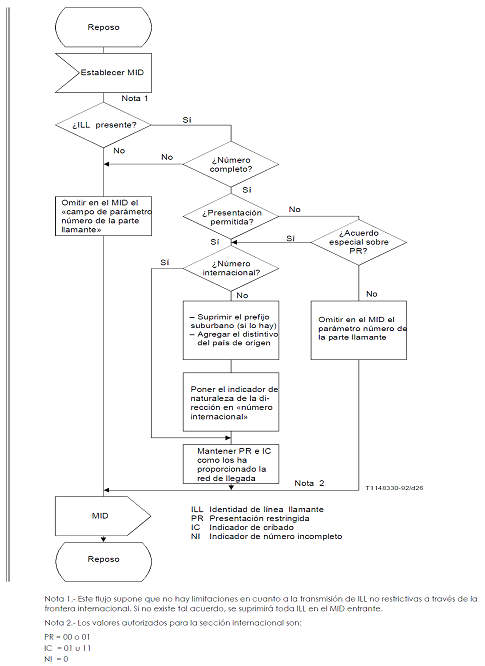 Reposo
Establecer MID
Nota 1
¿ILL presente?
Sí
No
No
¿Número
completo?
Sí
Omitir en el MID el
«campo de parámetro
número de la parte
llamante»
¿Presentación
permitida?
No
Sí
Sí
¿Acuerdo
especial sobre
PR?
Sí
¿Número
internacional?
No
No
– Suprimir el prefijo
suburbano (si lo hay)
– Agregar el distintivo
del país de origen
Omitir en el MID el
parámetro número de
la parte llamante
Poner el indicador de
naturaleza de la di-
rección en «número
internacional»
Mantener PR e IC
como los ha
proporcionado la
red de llegada
Nota 2
T1148330-92/d26
MID
ILL Identidad de línea llamante
PR Presentación restringida
IC Indicador de cribado
NI Indicador de número incompleto
Reposo
Nota 1.- Este flujo supone que no hay limitaciones en cuanto a la transmisión de ILL no restrictivas a través de la
frontera internacional. Si no existe tal acuerdo, se suprimirá toda ILL en el MID entrante.
Nota 2.- Los valores autorizados para la sección internacional son:
PR = 00 o 01
IC = 01 u 11
NI = 0